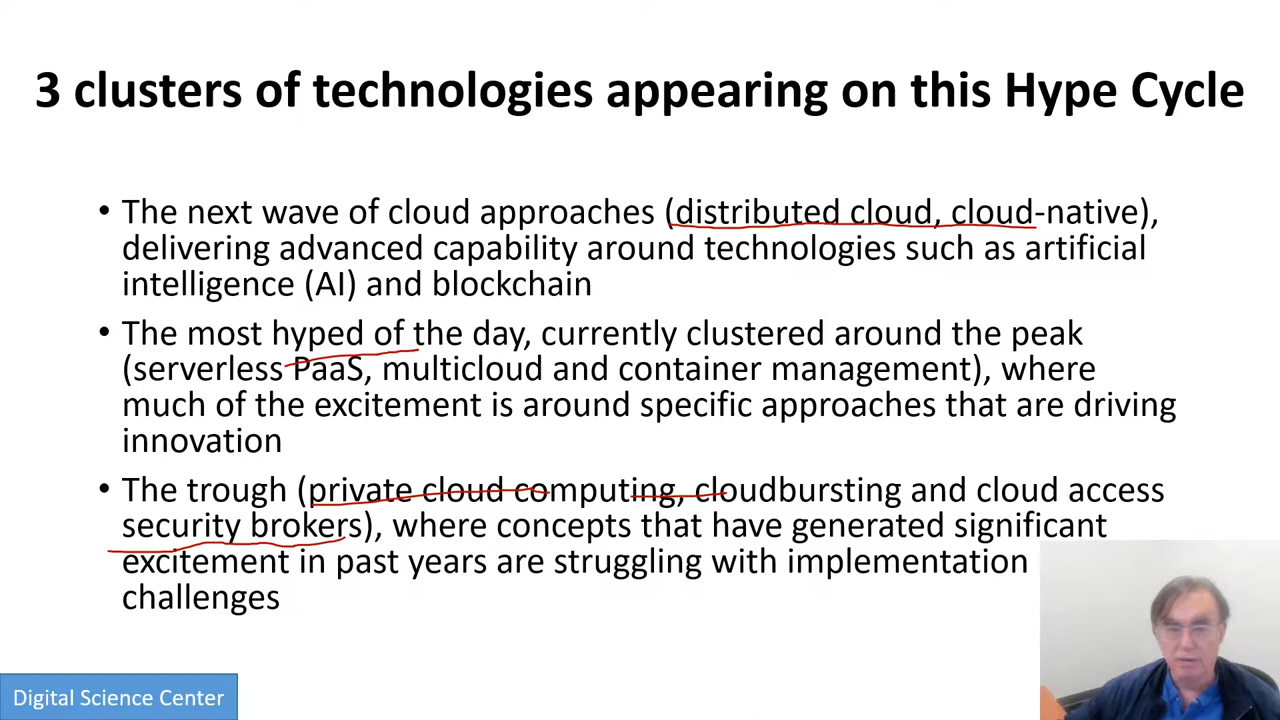 3 clusters of technologies appearing on this Hype Cycle
• The next wave of cloud approaches (distributed cloud, cloud-native),
delivering advanced capability around technologies such as artificial
intelligence (AI) and blockchain
• The most hyped of the day, currently clustered around the peak
(serverless PaaS, multicloud and container management), where
much of the excitement is around specific approaches that are driving
innovation
• The trough (private cloud computing, cloudbursting and cloud access
security brokers), where concepts that have generated significant
excitement in past years are struggling with implementation
challenges
Digital Science Center